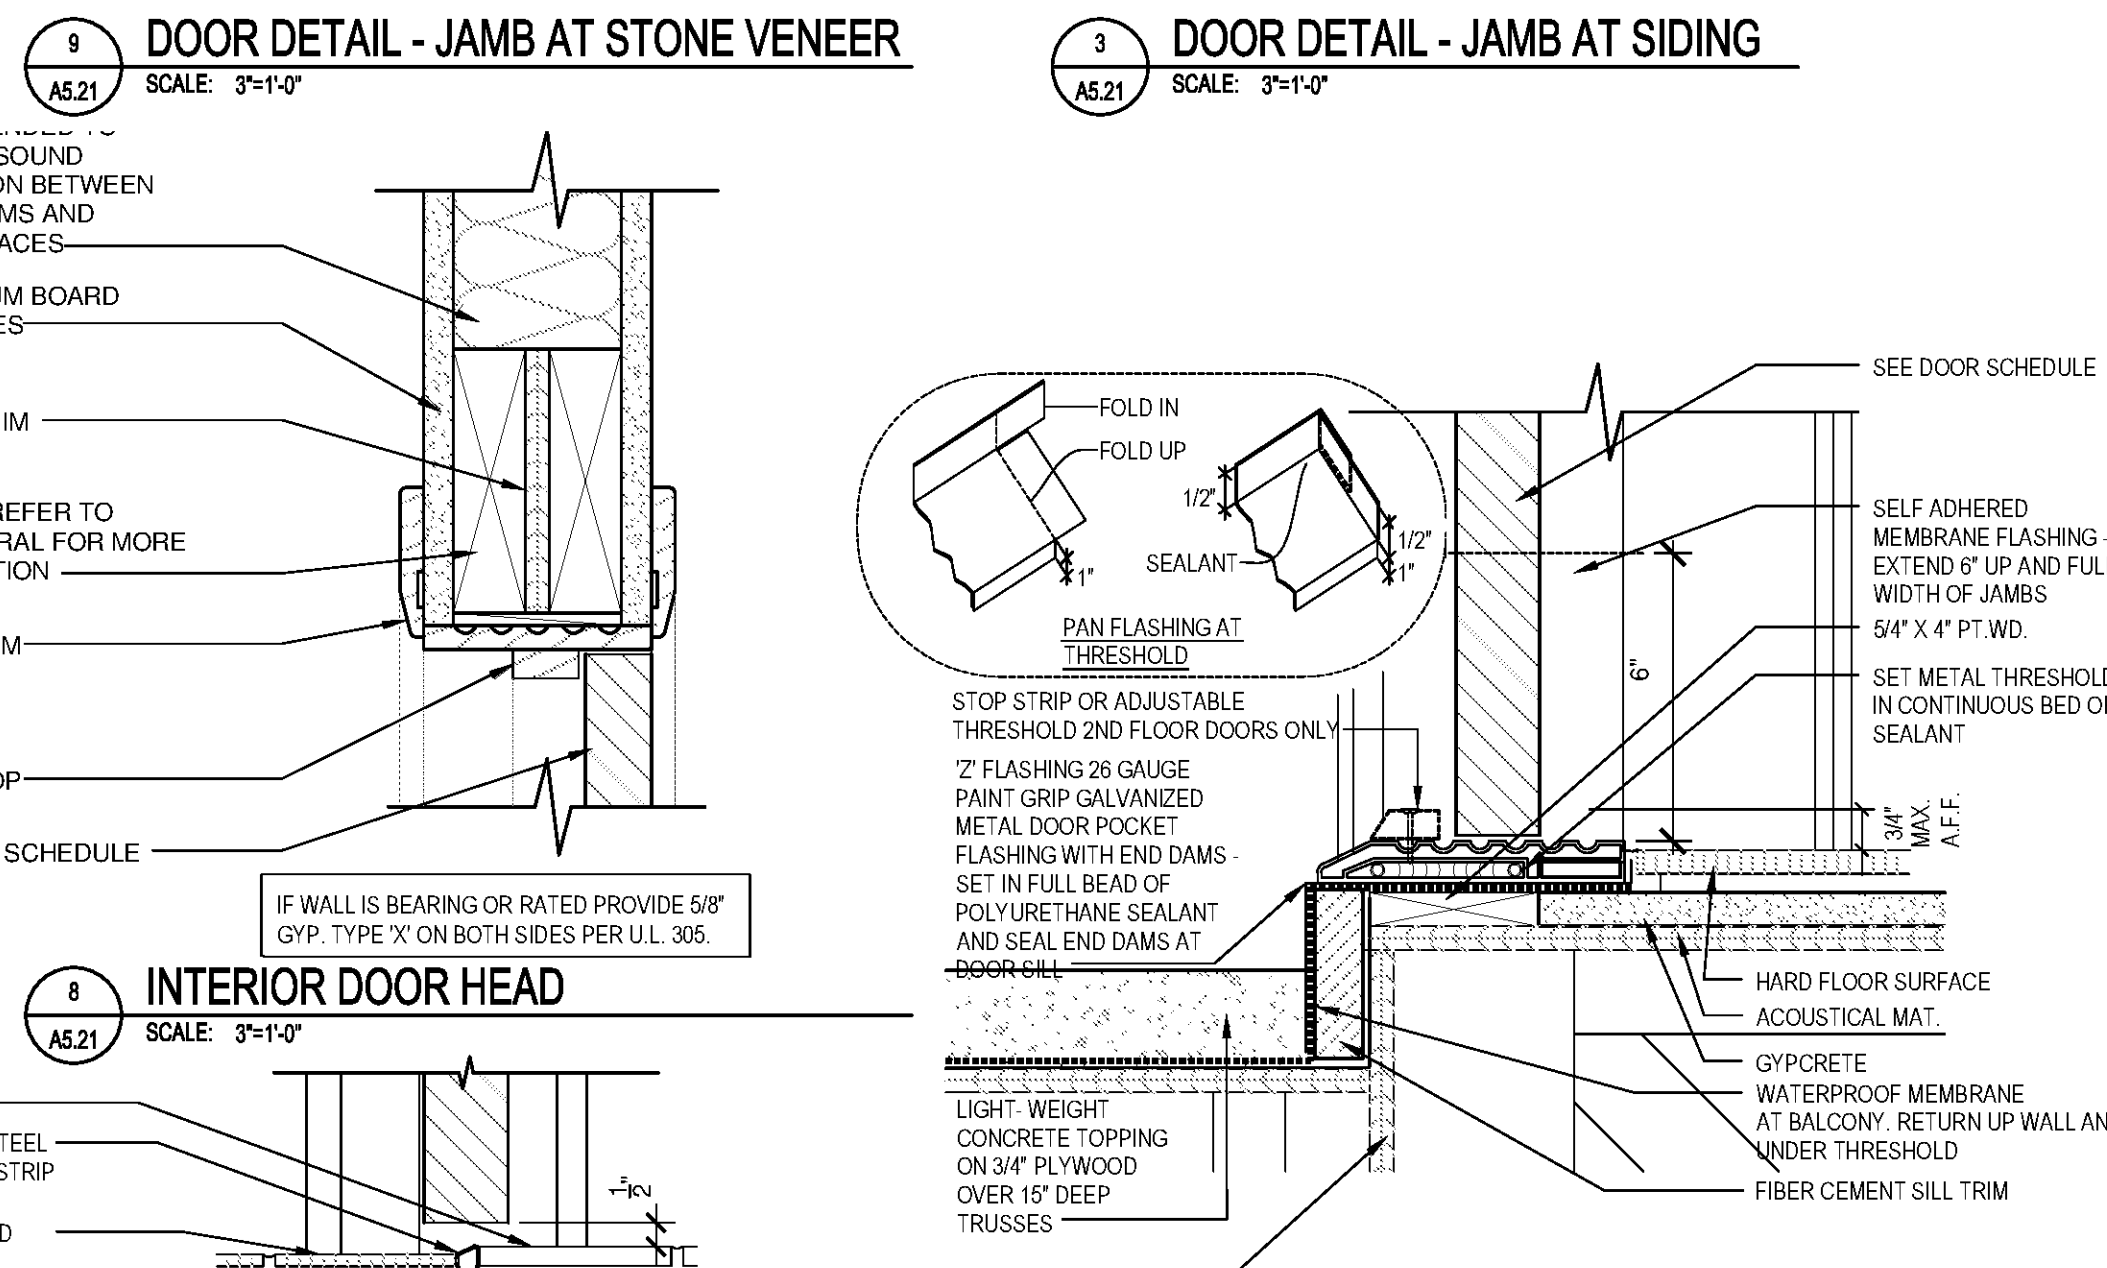 9
A5.21
DOOR DETAIL - JAMB AT STONE VENEER
SCALE: 3"=1'-0"
3
A5.21
DOOR DETAIL - JAMB AT SIDING
SCALE: 3"=1'-0"
SOUND
ON BETWEEN
MS AND
ACES
UM BOARD
ES
IM
REFER TO
RAL FOR MORE
TION
M
OP
SCHEDULE
IF WALL IS BEARING OR RATED PROVIDE 5/8"
GYP. TYPE 'X' ON BOTH SIDES PER U.L. 305.
8
A5.21
INTERIOR DOOR HEAD
SCALE: 3"=1'-0"
TEEL
STRIP
D
1"
2
FOLD IN
FOLD UP
1"
1/2"
SEALANT
1/2"
1"
PAN FLASHING AT
THRESHOLD
STOP STRIP OR ADJUSTABLE
THRESHOLD 2ND FLOOR DOORS ONLY
'Z' FLASHING 26 GAUGE
PAINT GRIP GALVANIZED
METAL DOOR POCKET
FLASHING WITH END DAMS -
SET IN FULL BEAD OF
POLYURETHANE SEALANT
AND SEAL END DAMS AT
DOOR SILL
LIGHT- WEIGHT
CONCRETE TOPPING
ON 3/4" PLYWOOD
OVER 15" DEEP
TRUSSES
SEE DOOR SCHEDULE
SELF ADHERED
MEMBRANE FLASHING -
EXTEND 6" UP AND FULL
WIDTH OF JAMBS
5/4" X 4" PT.WD.
SET METAL THRESHOLD
IN CONTINUOUS BED OF
SEALANT
6"
3/4"
MAX.
A.F.F.
HARD FLOOR SURFACE
ACOUSTICAL MAT.
GYPCRETE
WATERPROOF MEMBRANE
AT BALCONY. RETURN UP WALL AN
UNDER THRESHOLD
FIBER CEMENT SILL TRIM